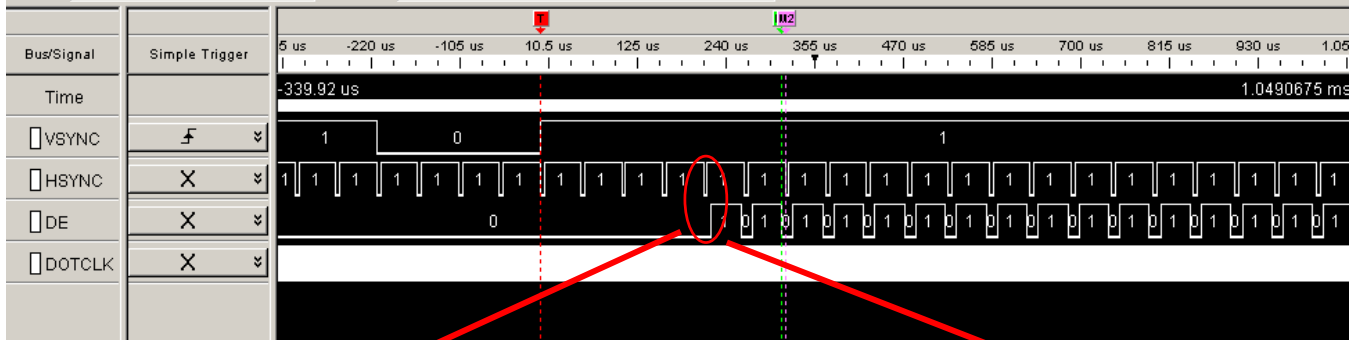 T M2
Bus/Signal Simple Trigger 5 us -220 us -105 us 10.5 us 125 us 240 us 355 us 470 us 585 us 700 us 815 us 930 us 1.05
Time -339.92 us 1.0490675 ms
VSYNC 1 0 1
HSYNC X 1 1 1 1 1 1 1 1 1 1 1 1 1 1 1 1 1 1 1 1 1 1 1 1 1 1 1
DE X 0 1 0 1 0 1 0 1 0 1 0 1 0 1 0 1 0 1 0 1 0 1 0 1 0 1 0 1 0 1 0 1
DOTCLK X